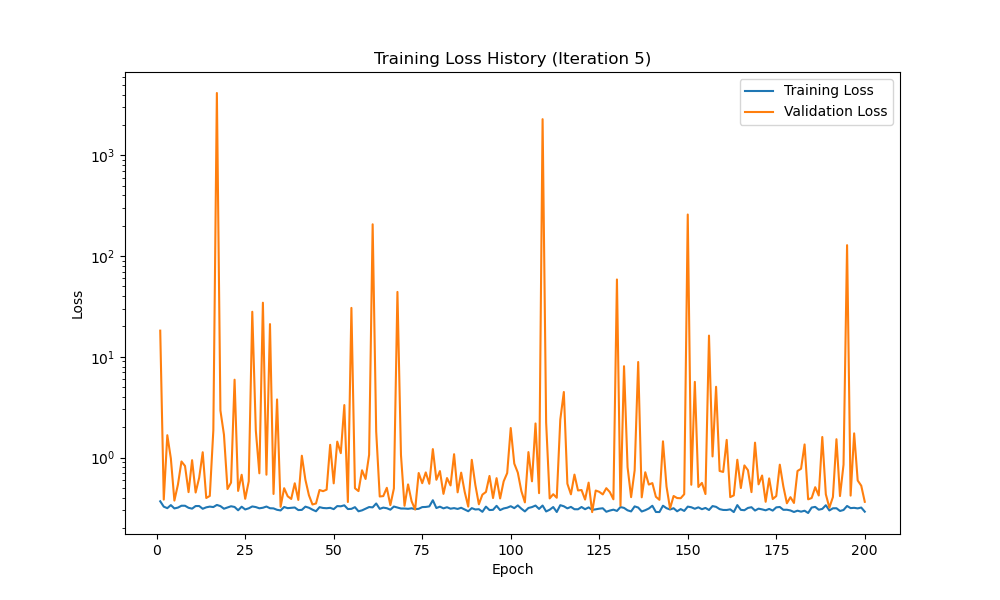 Training Loss History (Iteration 5)
Training Loss
Validation Loss
10³
10²
10¹
10⁰
Loss
0 25 50 75 100 125 150 175 200
Epoch